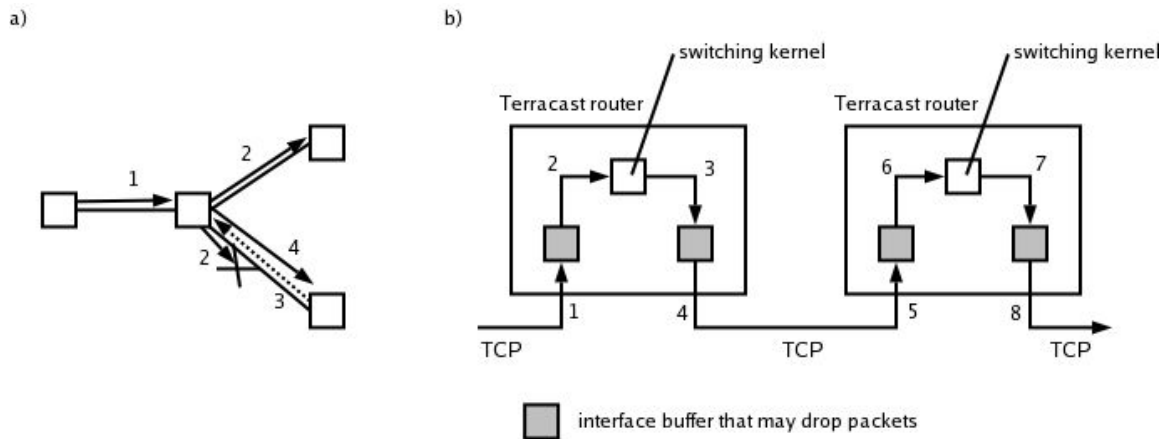 a)
1
2
2
3
4
b)
switching kernel
switching kernel
Terracast router
Terracast router
2
3
6
7
1
4
5
8
TCP
TCP
TCP
interface buffer that may drop packets